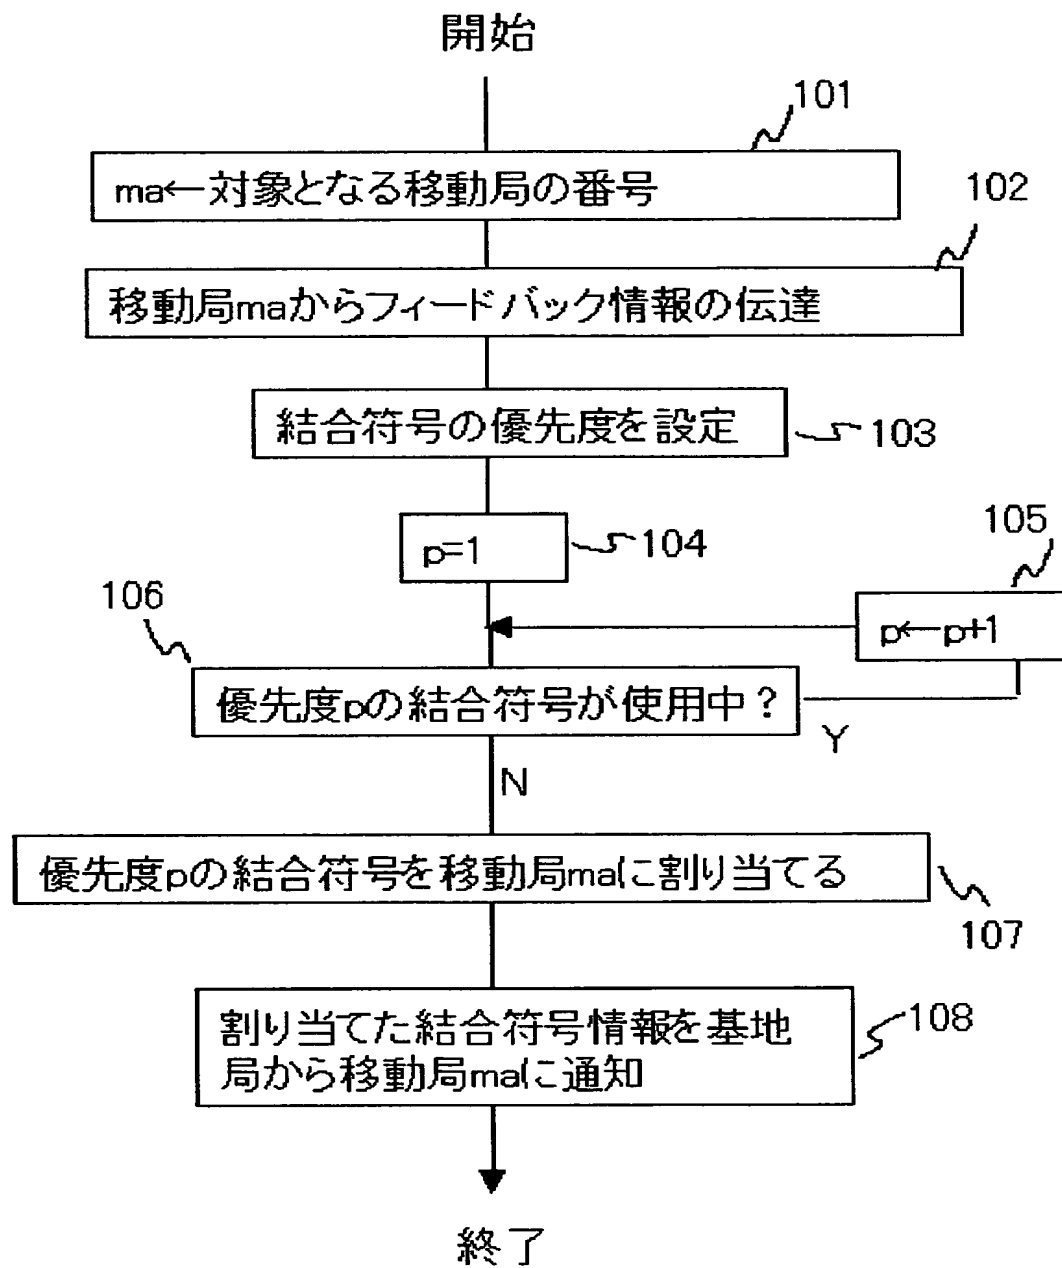 開始
101
ma←対象となる移動局の番号
102
移動局maからフィードバック情報の伝達
結合符号の優先度を設定
103
p=1
104
105
p←p+1
106
優先度pの結合符号が使用中?
Y
N
優先度pの結合符号を移動局maに割り当てる
107
割り当てた結合符号情報を基地
局から移動局maに通知
108
終了